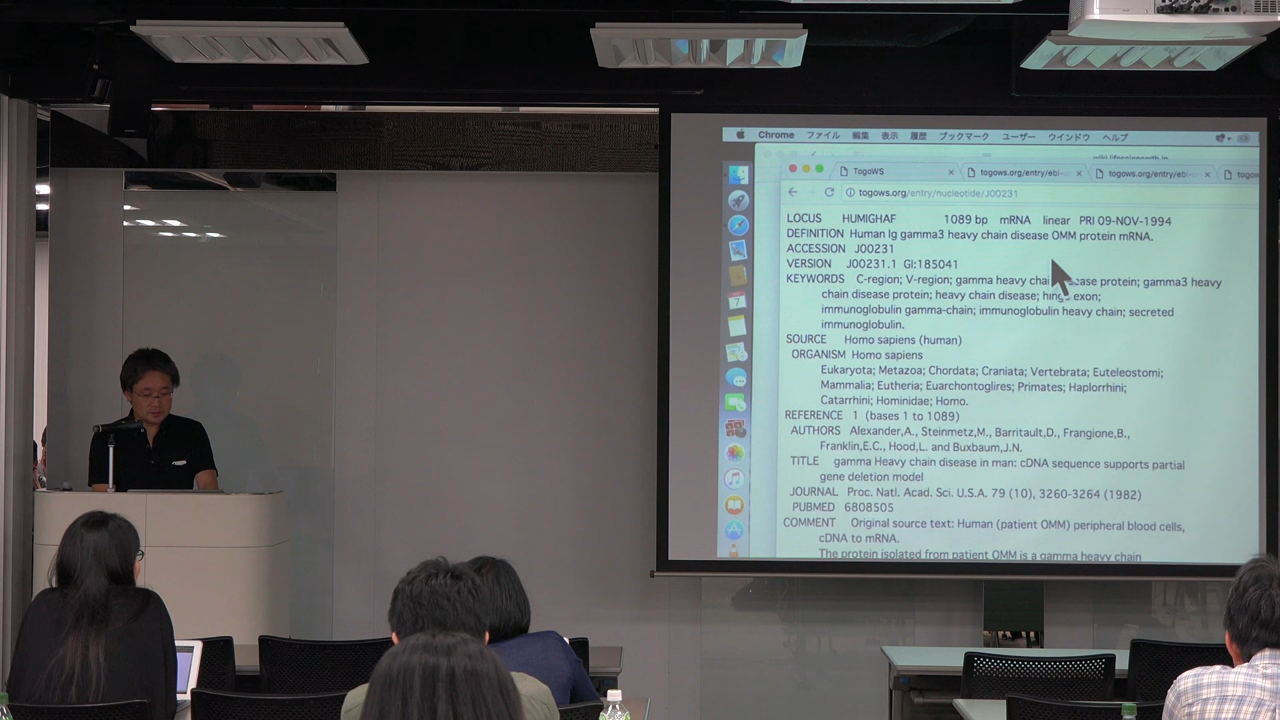 Chrome ファイル 編集 表示 履歴 ブックマーク ユーザー ウインドウ ヘルプ
TogoWS togows.org/entry/ebi- togows.org/entry/ebi- togow
togows.org/entry/nucleotide/J00231
LOCUS HUMIGHAF 1089 bp mRNA linear PRI 09-NOV-1994
DEFINITION Human Ig gamma3 heavy chain disease OMM protein mRNA.
ACCESSION J00231
VERSION J00231.1 GI:185041
KEYWORDS C-region; V-region; gamma heavy chai ase protein; gamma3 heavy
chain disease protein; heavy chain disease; hinge exon;
immunoglobulin gamma-chain; immunoglobulin heavy chain; secreted
immunoglobulin.
SOURCE Homo sapiens (human)
ORGANISM Homo sapiens
Eukaryota; Metazoa; Chordata; Craniata; Vertebrata; Euteleostomi;
Mammalia; Eutheria; Euarchontoglires; Primates; Haplorrhini;
Catarrhini; Hominidae; Homo.
REFERENCE 1 (bases 1 to 1089)
AUTHORS Alexander,A., Steinmetz,M., Barritault,D., Frangione,B.,
Franklin,E.C., Hood,L. and Buxbaum,J.N.
TITLE gamma Heavy chain disease in man: cDNA sequence supports partial
gene deletion model
JOURNAL Proc. Natl. Acad. Sci. U.S.A. 79 (10), 3260-3264 (1982)
PUBMED 6808505
COMMENT Original source text: Human (patient OMM) peripheral blood cells,
cDNA to mRNA.
The protein isolated from patient OMM is a gamma heavy chain